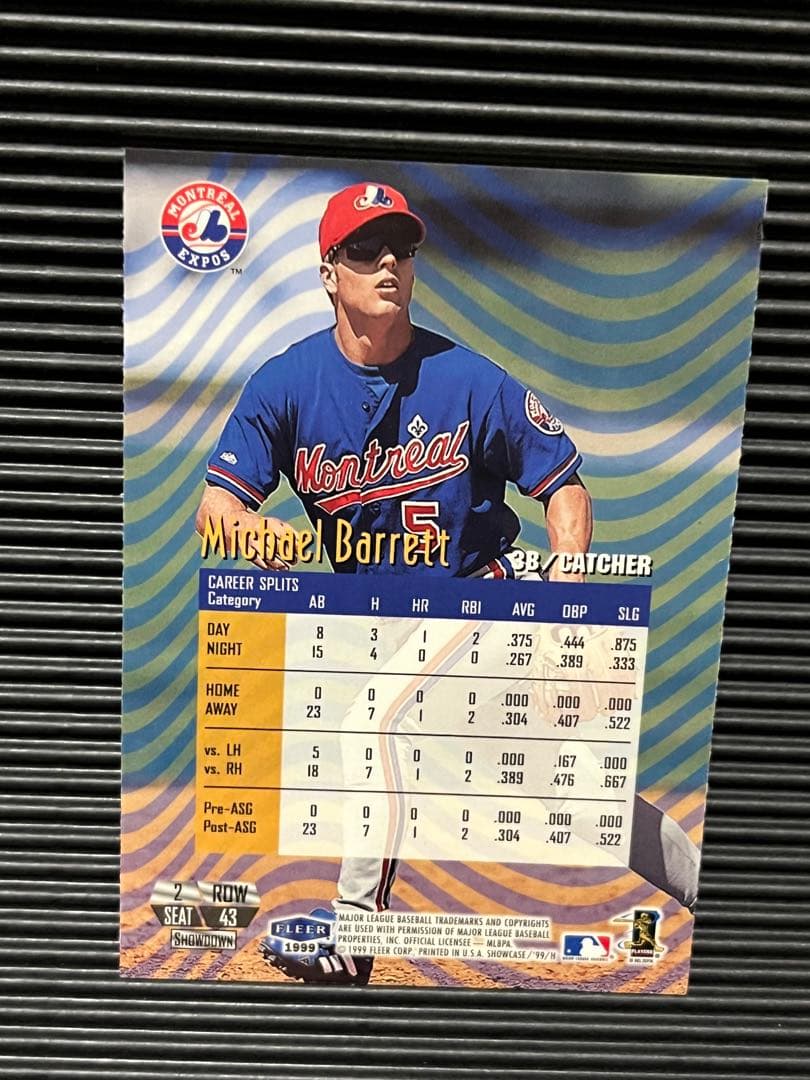 MONTREAL
EXPOS
TM
Montreal
5
Michael Barrett
3B/CATCHER
CAREER SPLITS
Category AB H HR RBI AVG OBP SLG
DAY 8 3 1 2 .375 .444 .875
NIGHT 15 4 0 0 .267 .389 .333
HOME 0 0 0 0 .000 .000 .000
AWAY 23 7 1 2 .304 .407 .522
vs. LH 5 0 0 0 .000 .167 .000
vs. RH 18 7 1 2 .389 .476 .667
Pre-ASG 0 0 0 0 .000 .000 .000
Post-ASG 23 7 1 2 .304 .407 .522
2 ROW
SEAT 43
SHOWDOWN
FLEER
1999
MAJOR LEAGUE BASEBALL TRADEMARKS AND COPYRIGHTS
ARE USED WITH PERMISSION OF MAJOR LEAGUE BASEBALL
PROPERTIES, INC. OFFICIAL LICENSEE — MLBPA.
© 1999 FLEER CORP., PRINTED IN U.S.A. SHOWCASE/'99/H
PLAYERS